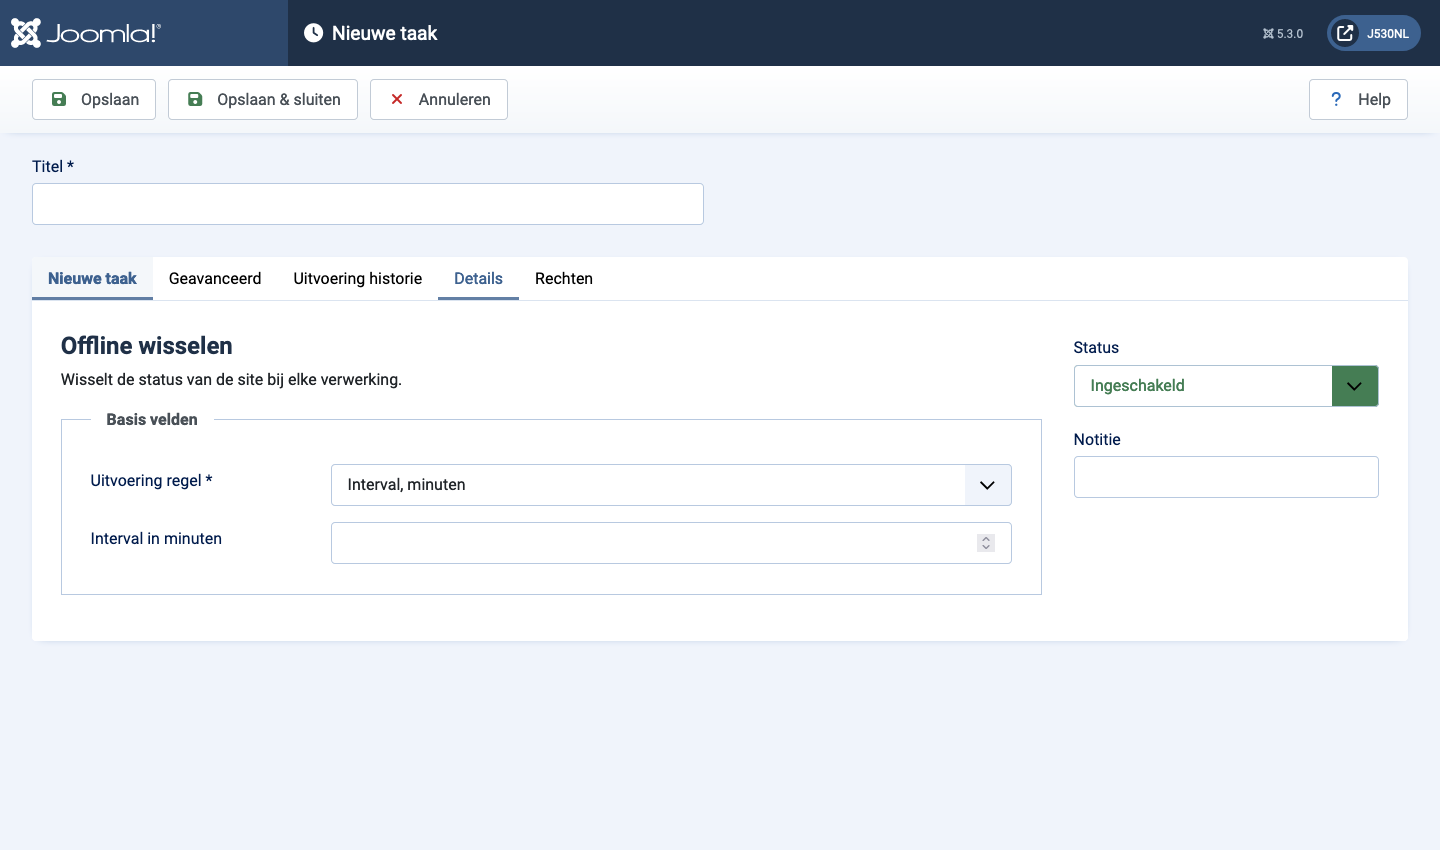 Joomla!®
Nieuwe taak
5.3.0
J530NL
Opslaan
Opslaan & sluiten
Annuleren
? Help
Titel *
Nieuwe taak
Geavanceerd
Uitvoering historie
Details
Rechten
Offline wisselen
Wisselt de status van de site bij elke verwerking.
Basis velden
Uitvoering regel *
Interval, minuten
Interval in minuten
Status
Ingeschakeld
Notitie